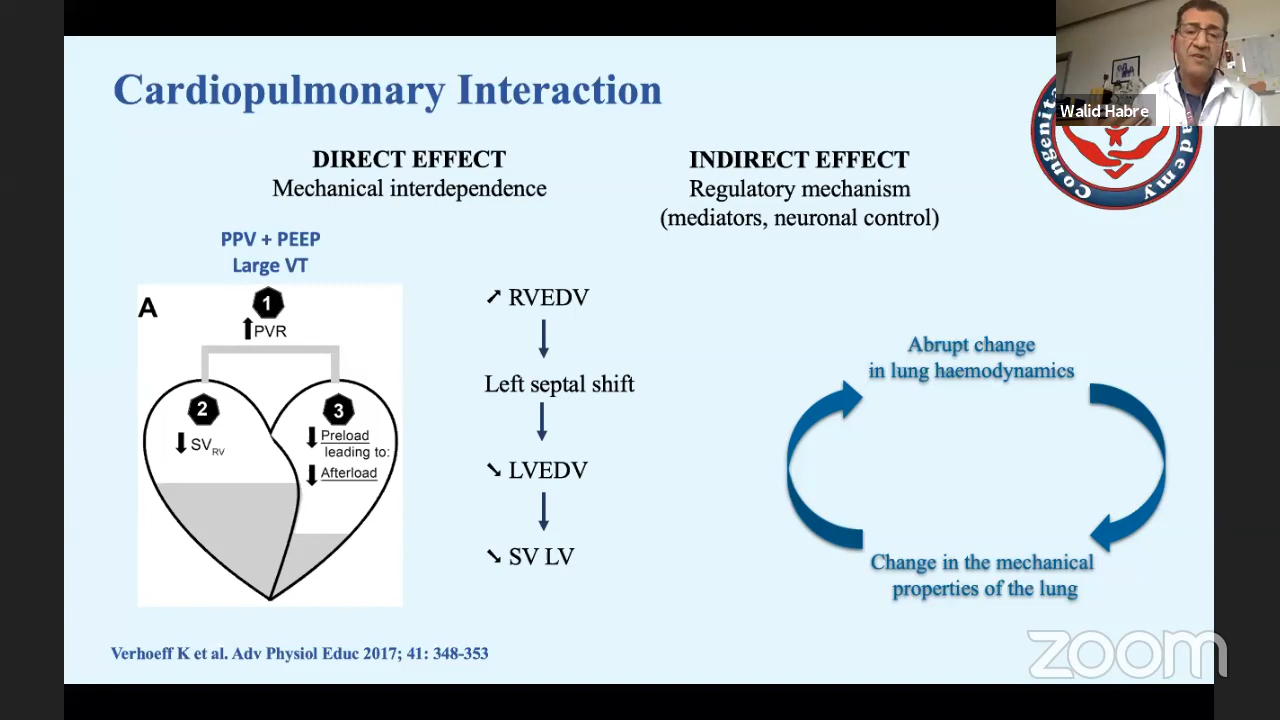 Cardiopulmonary Interaction
Walid Habre
Congenita
demy
DIRECT EFFECT
Mechanical interdependence
INDIRECT EFFECT
Regulatory mechanism
(mediators, neuronal control)
PPV + PEEP
Large VT
A
1
↑PVR
2
↓ SVRV
3
↓ Preload
leading to:
↓ Afterload
↗ RVEDV
Left septal shift
↘ LVEDV
↘ SV LV
Abrupt change
in lung haemodynamics
Change in the mechanical
properties of the lung
Verhoeff K et al. Adv Physiol Educ 2017; 41: 348-353
zoom